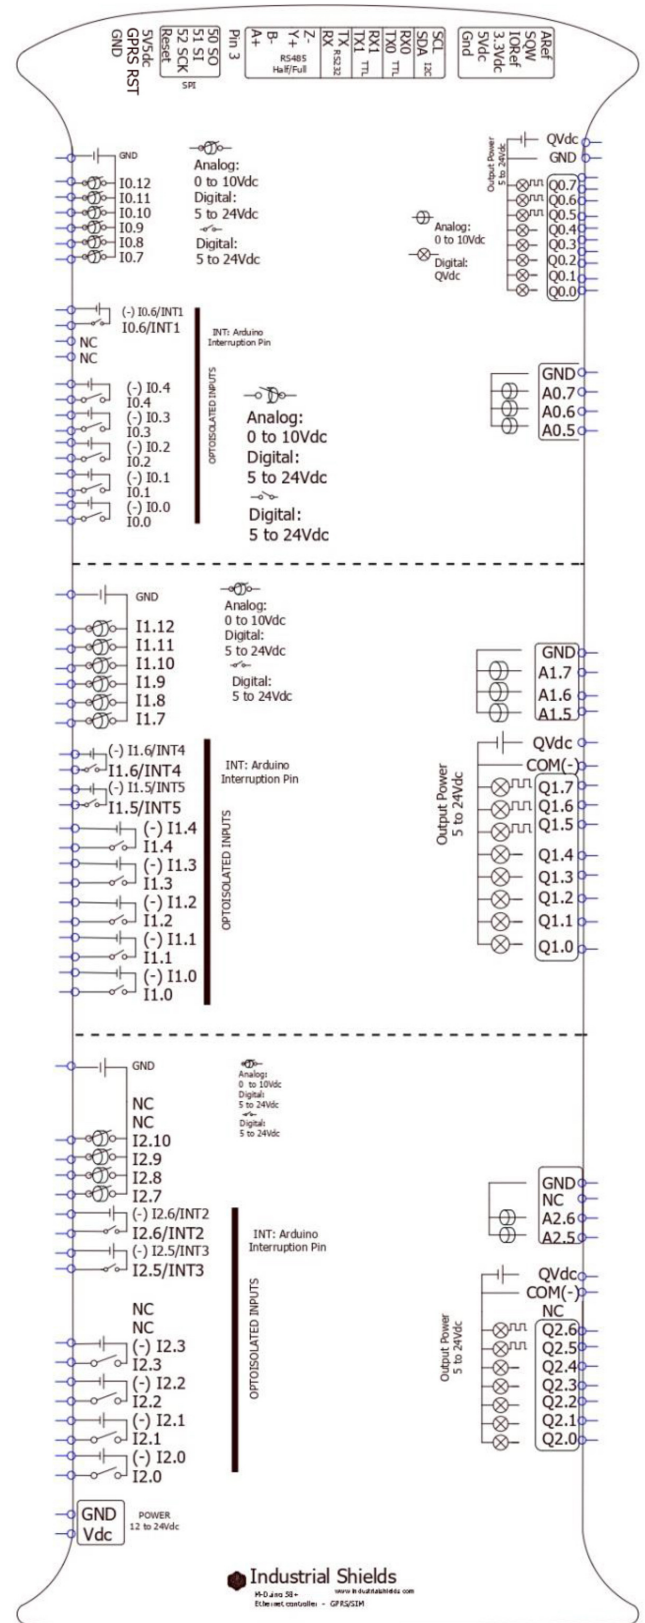 5V5dc
GPRS RST
GND
50 SO
51 SI
52 SCK
Reset
SPI
Pin 3
Z-
Y+
B-
A+
RS485
Half/Full
TX
RX
RS232
RX1
TX1
TTL
RX0
TX0
TTL
SCL
SDA
I2C
ARef
SQW
IORef
3.3Vdc
5Vdc
Gnd
GND
I0.12
I0.11
I0.10
I0.9
I0.8
I0.7
Analog:
0 to 10Vdc
Digital:
5 to 24Vdc
Digital:
5 to 24Vdc
Analog:
0 to 10Vdc
Digital:
QVdc
Output Power
5 to 24Vdc
QVdc
GND
Q0.7
Q0.6
Q0.5
Q0.4
Q0.3
Q0.2
Q0.1
Q0.0
(-) I0.6/INT1
I0.6/INT1
NC
NC
(-) I0.4
I0.4
(-) I0.3
I0.3
(-) I0.2
I0.2
(-) I0.1
I0.1
(-) I0.0
I0.0
OPTOISOLATED INPUTS
INT: Arduino
Interruption Pin
Analog:
0 to 10Vdc
Digital:
5 to 24Vdc
Digital:
5 to 24Vdc
GND
A0.7
A0.6
A0.5
GND
I1.12
I1.11
I1.10
I1.9
I1.8
I1.7
Analog:
0 to 10Vdc
Digital:
5 to 24Vdc
Digital:
5 to 24Vdc
GND
A1.7
A1.6
A1.5
(-) I1.6/INT4
I1.6/INT4
(-) I1.5/INT5
I1.5/INT5
(-) I1.4
I1.4
(-) I1.3
I1.3
(-) I1.2
I1.2
(-) I1.1
I1.1
(-) I1.0
I1.0
OPTOISOLATED INPUTS
INT: Arduino
Interruption Pin
Output Power
5 to 24Vdc
QVdc
COM(-)
Q1.7
Q1.6
Q1.5
Q1.4
Q1.3
Q1.2
Q1.1
Q1.0
GND
NC
NC
I2.10
I2.9
I2.8
I2.7
Analog:
0 to 10Vdc
Digital:
5 to 24Vdc
Digital:
5 to 24Vdc
(-) I2.6/INT2
I2.6/INT2
(-) I2.5/INT3
I2.5/INT3
NC
NC
(-) I2.3
I2.3
(-) I2.2
I2.2
(-) I2.1
I2.1
(-) I2.0
I2.0
OPTOISOLATED INPUTS
INT: Arduino
Interruption Pin
GND
NC
A2.6
A2.5
Output Power
5 to 24Vdc
QVdc
COM(-)
NC
Q2.6
Q2.5
Q2.4
Q2.3
Q2.2
Q2.1
Q2.0
GND
Vdc
POWER
12 to 24Vdc
Industrial Shields
M-Duino 58+
www.industrialshields.com
Ethernet controller - GPRS/SIM